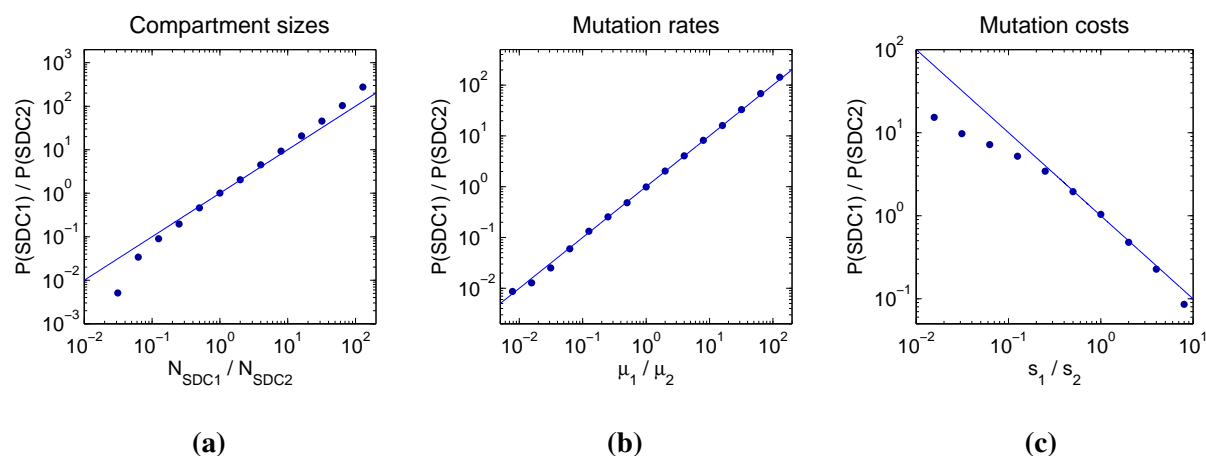 Compartment sizes
P(SDC1) / P(SDC2)
10^3
10^2
10^1
10^0
10^-1
10^-2
10^-3
10^-2 10^-1 10^0 10^1 10^2
N_SDC1 / N_SDC2
(a)
Mutation rates
P(SDC1) / P(SDC2)
10^2
10^1
10^0
10^-1
10^-2
10^-2 10^-1 10^0 10^1 10^2
μ_1 / μ_2
(b)
Mutation costs
P(SDC1) / P(SDC2)
10^2
10^1
10^0
10^-1
10^-2 10^-1 10^0 10^1
s_1 / s_2
(c)